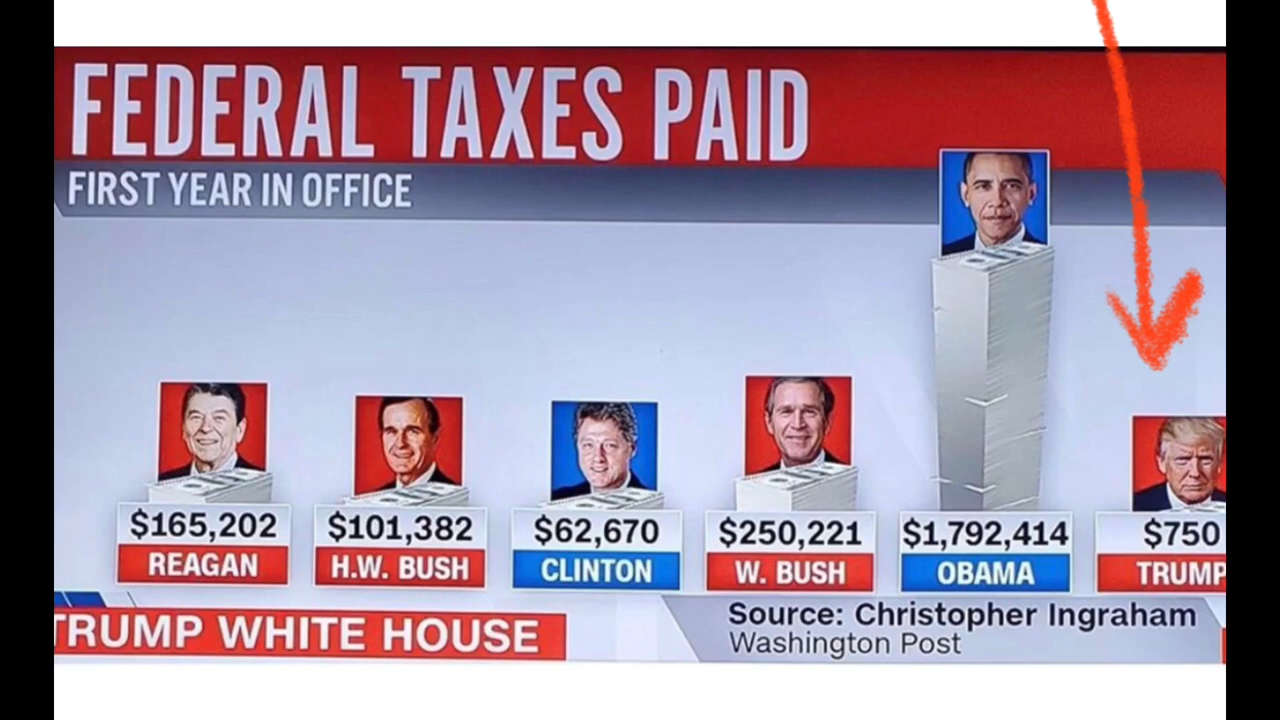 FEDERAL TAXES PAID
FIRST YEAR IN OFFICE
$165,202 $101,382 $62,670 $250,221 $1,792,414 $750
REAGAN H.W. BUSH CLINTON W. BUSH OBAMA TRUMP
TRUMP WHITE HOUSE
Source: Christopher Ingraham
Washington Post